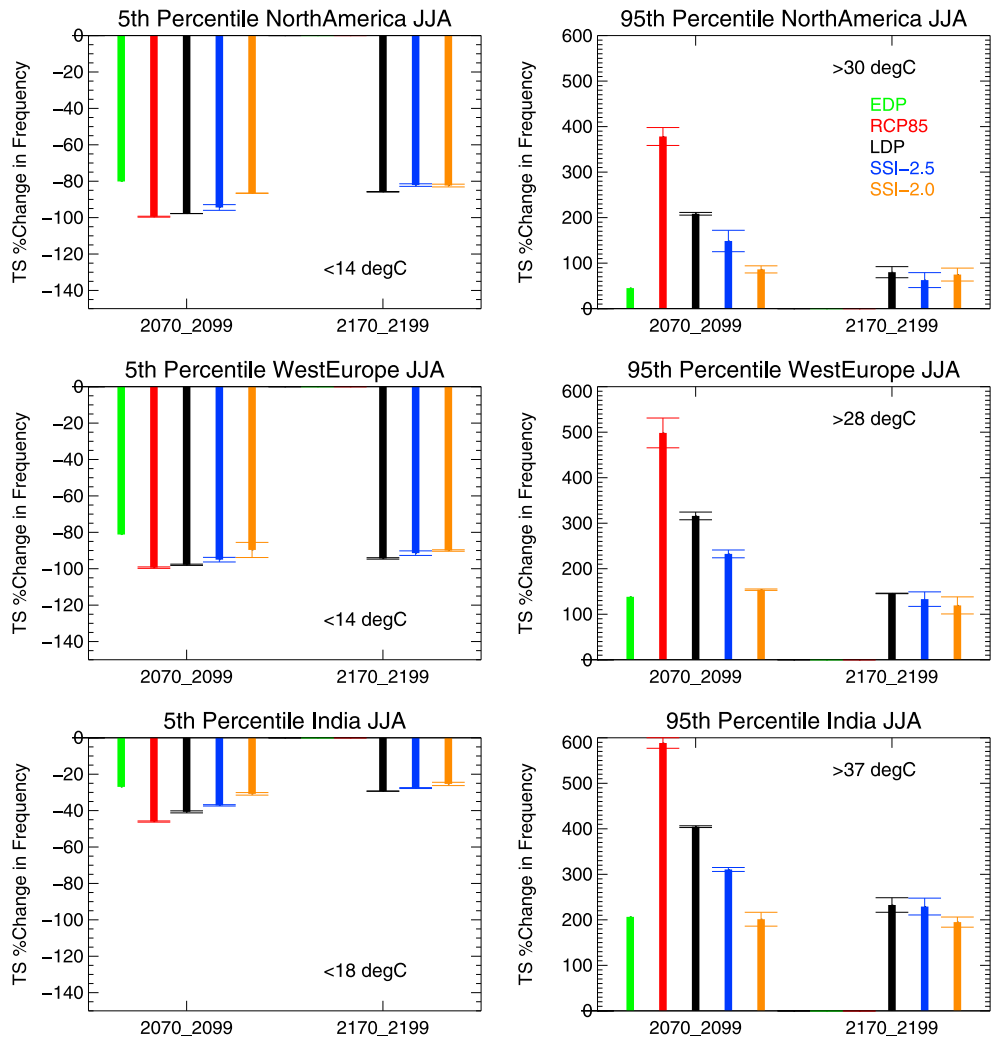 5th Percentile NorthAmerica JJA
TS %Change in Frequency
0
−20
−40
−60
−80
−100
−120
−140
<14 degC
2070_2099
2170_2199
95th Percentile NorthAmerica JJA
TS %Change in Frequency
600
500
400
300
200
100
0
>30 degC
EDP
RCP85
LDP
SSI−2.5
SSI−2.0
2070_2099
2170_2199
5th Percentile WestEurope JJA
TS %Change in Frequency
0
−20
−40
−60
−80
−100
−120
−140
<14 degC
2070_2099
2170_2199
95th Percentile WestEurope JJA
TS %Change in Frequency
600
500
400
300
200
100
0
>28 degC
2070_2099
2170_2199
5th Percentile India JJA
TS %Change in Frequency
0
−20
−40
−60
−80
−100
−120
−140
<18 degC
2070_2099
2170_2199
95th Percentile India JJA
TS %Change in Frequency
600
500
400
300
200
100
0
>37 degC
2070_2099
2170_2199